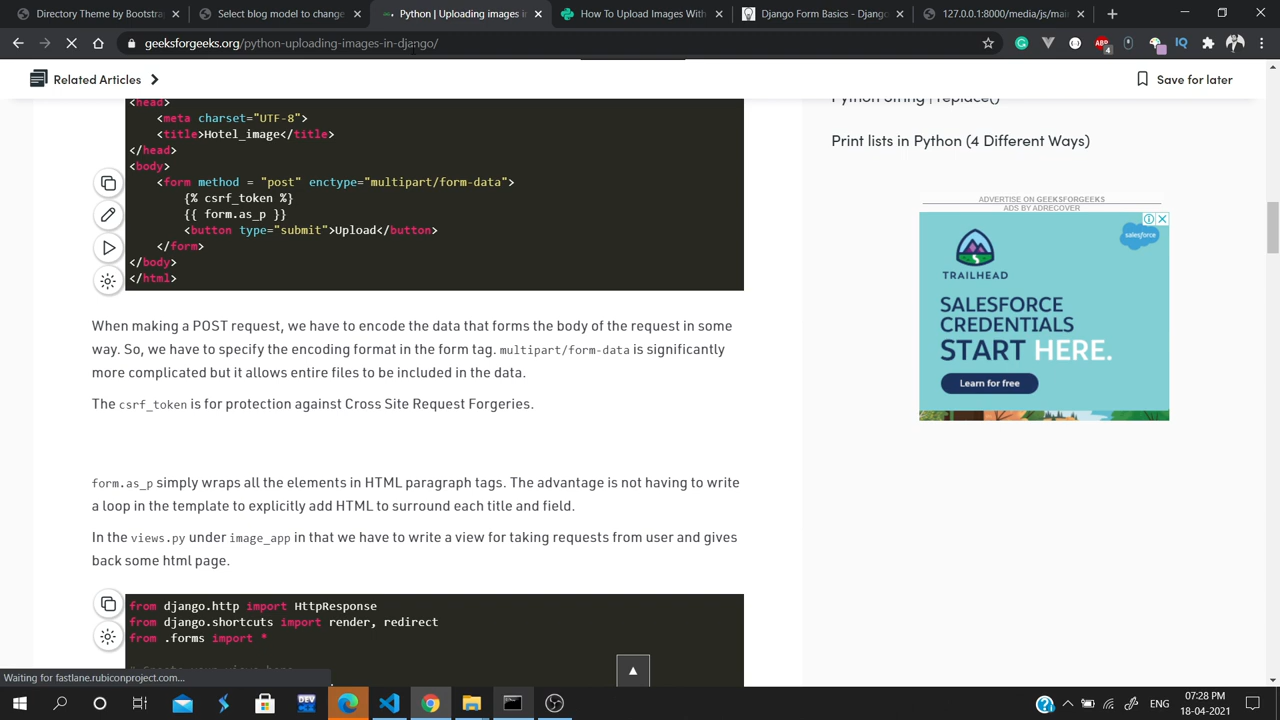 Directory Theme by Bootstrap
Select blog model to change
Python | Uploading images in
How To Upload Images With
Django Form Basics - Django
127.0.0.1:8000/media/js/main
geeksforgeeks.org/python-uploading-images-in-django/
ABP
4
IQ
Related Articles
Save for later
Python String | replace()
Print lists in Python (4 Different Ways)
<head>
<meta charset="UTF-8">
<title>Hotel_image</title>
</head>
<body>
<form method = "post" enctype="multipart/form-data">
{% csrf_token %}
{{ form.as_p }}
<button type="submit">Upload</button>
</form>
</body>
</html>
ADVERTISE ON GEEKSFORGEEKS
ADS BY ADRECOVER
salesforce
TRAILHEAD
SALESFORCE
CREDENTIALS
START HERE.
Learn for free
When making a POST request, we have to encode the data that forms the body of the request in some
way. So, we have to specify the encoding format in the form tag. multipart/form-data is significantly
more complicated but it allows entire files to be included in the data.
The csrf_token is for protection against Cross Site Request Forgeries.
form.as_p simply wraps all the elements in HTML paragraph tags. The advantage is not having to write
a loop in the template to explicitly add HTML to surround each title and field.
In the views.py under image_app in that we have to write a view for taking requests from user and gives
back some html page.
from django.http import HttpResponse
from django.shortcuts import render, redirect
from .forms import *
# Create your views here
Waiting for fastlane.rubiconproject.com...
DEV
ENG
07:28 PM
18-04-2021